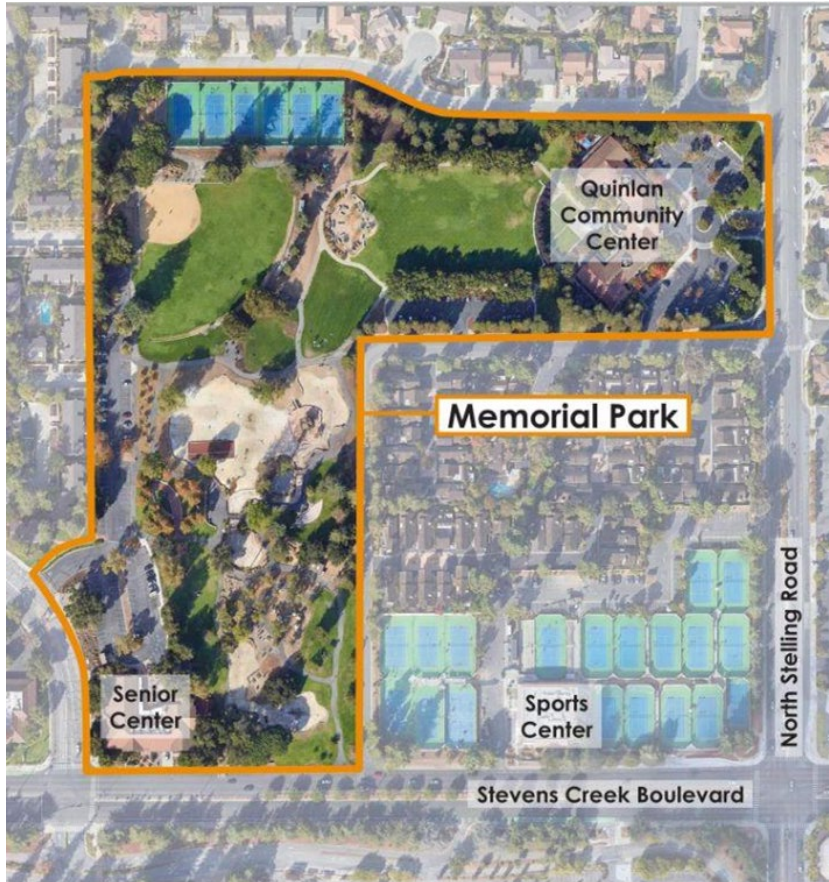 Quinlan
Community
Center
Memorial Park
North Stelling Road
Senior
Center
Sports
Center
Stevens Creek Boulevard